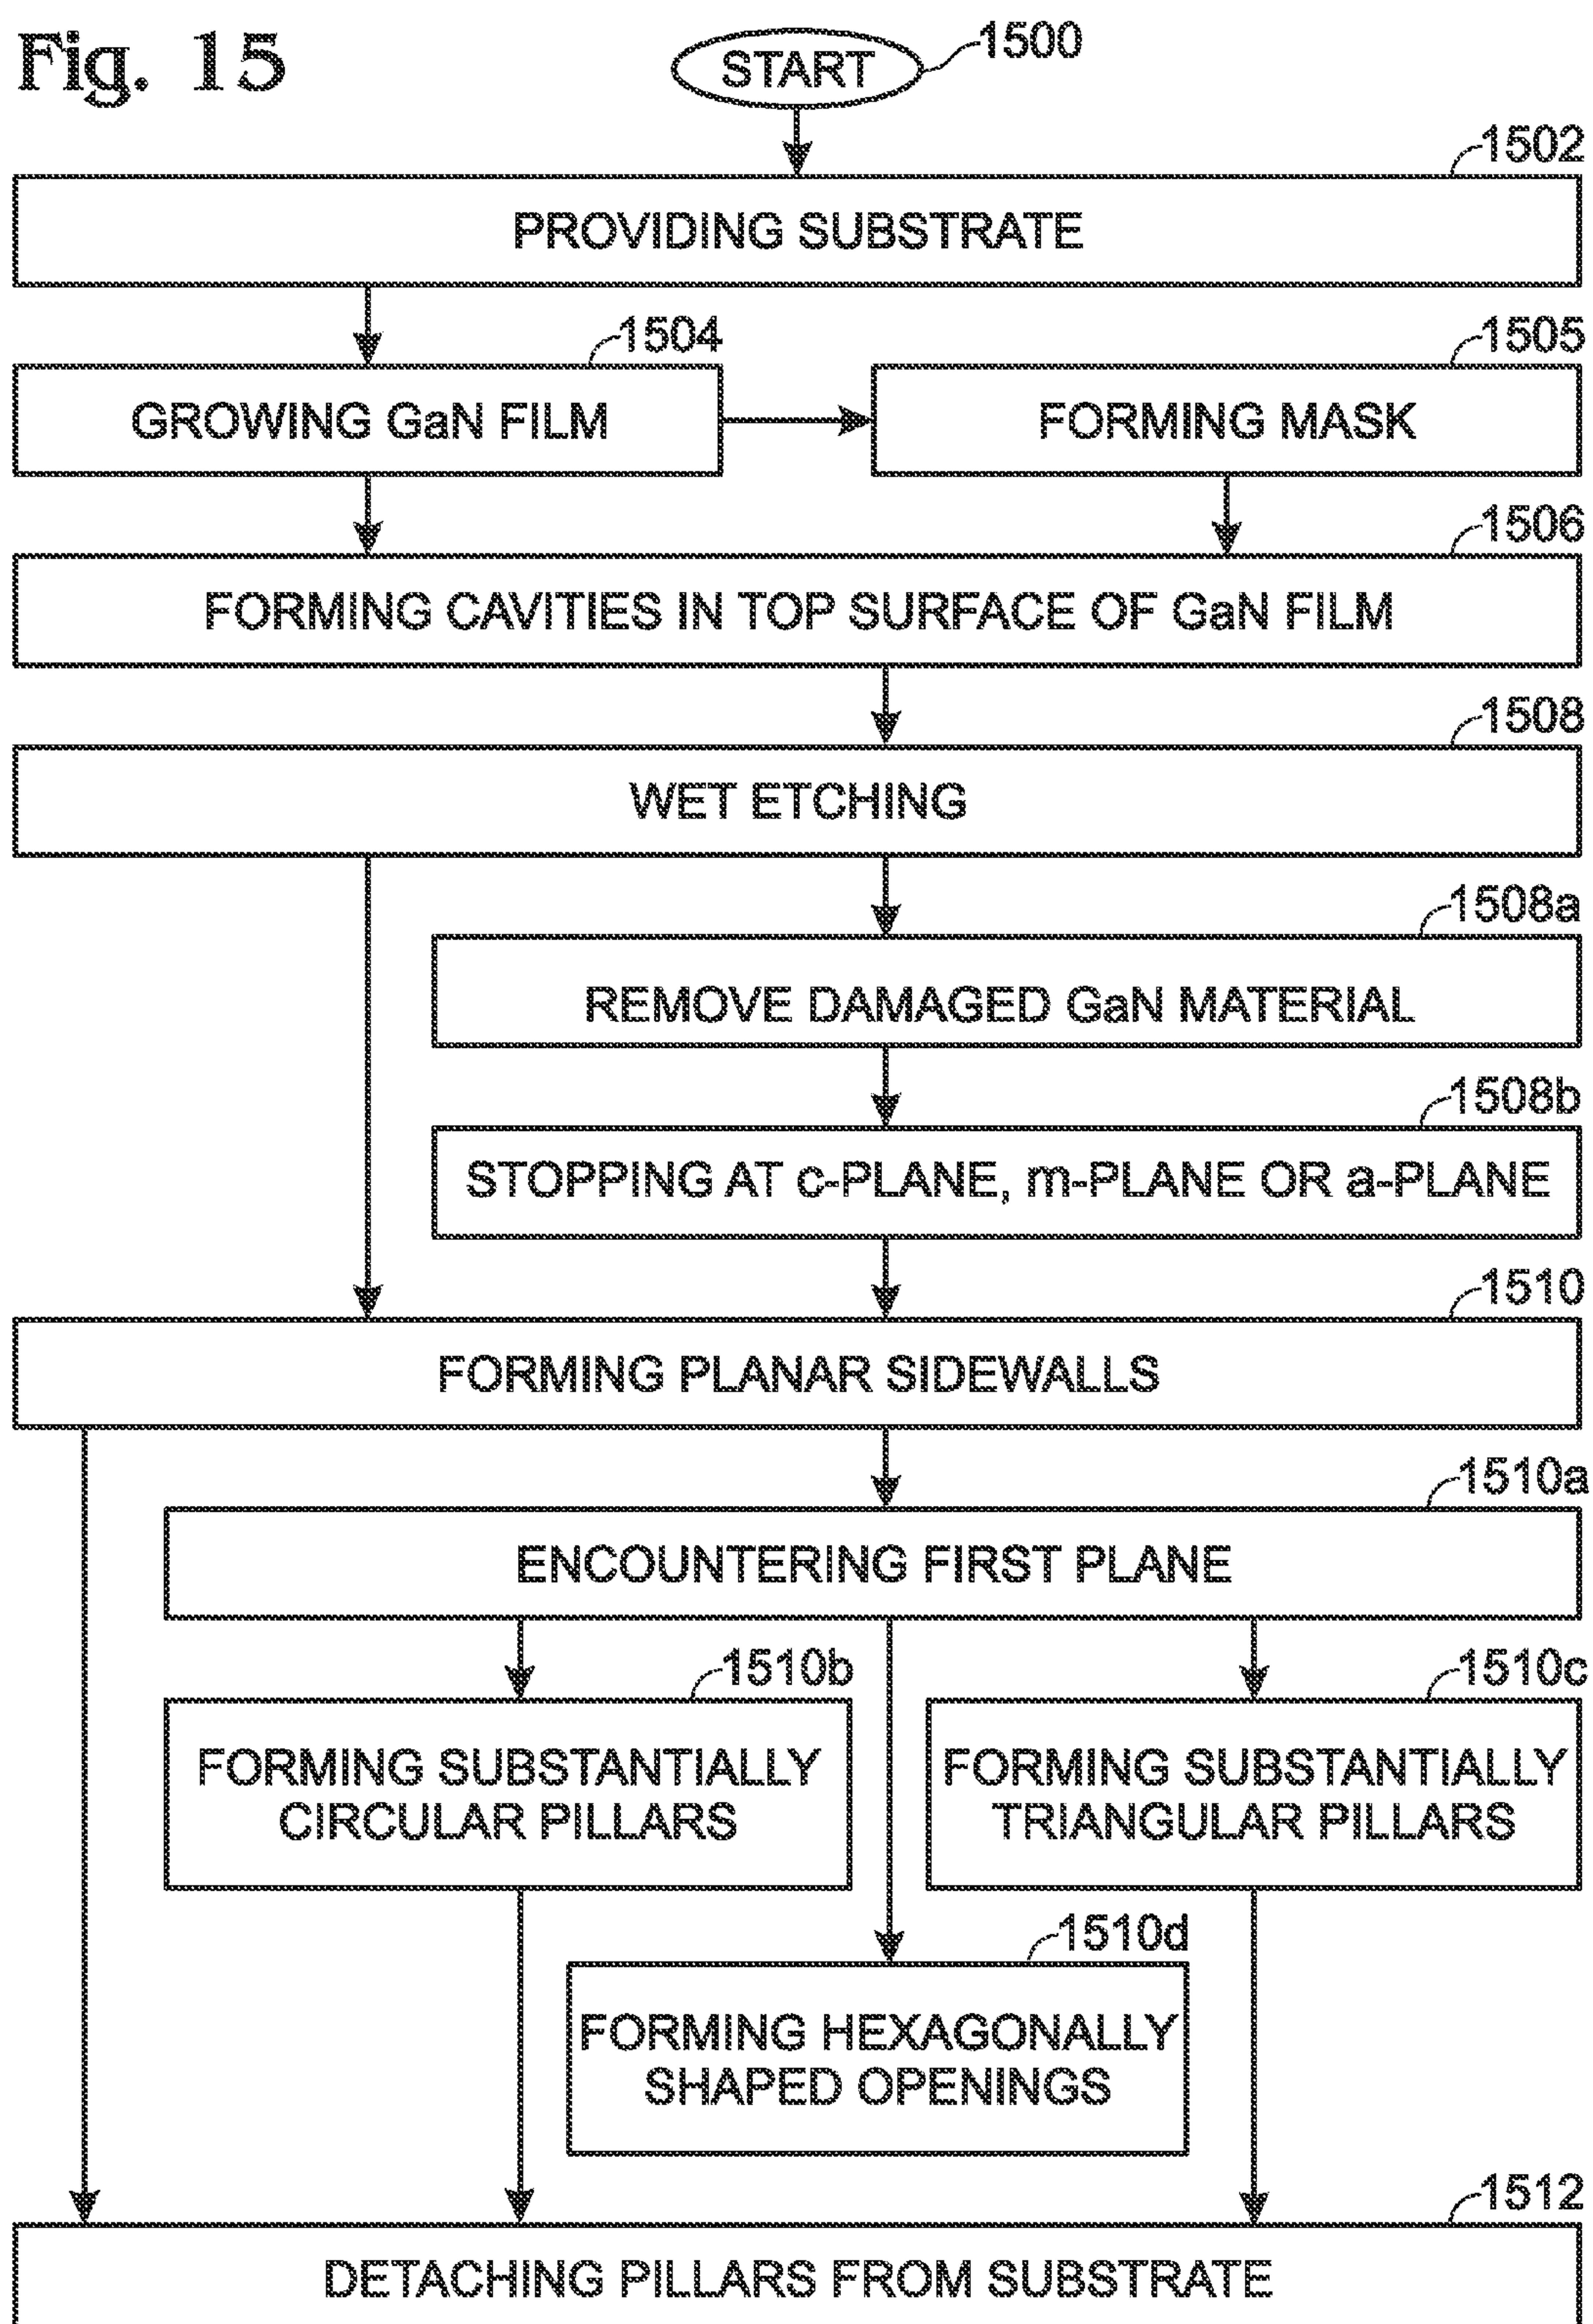 Fig. 15
START
1500
1502
PROVIDING SUBSTRATE
1504
GROWING GaN FILM
1505
FORMING MASK
1506
FORMING CAVITIES IN TOP SURFACE OF GaN FILM
1508
WET ETCHING
1508a
REMOVE DAMAGED GaN MATERIAL
1508b
STOPPING AT c-PLANE, m-PLANE OR a-PLANE
1510
FORMING PLANAR SIDEWALLS
1510a
ENCOUNTERING FIRST PLANE
1510b
FORMING SUBSTANTIALLY
CIRCULAR PILLARS
1510c
FORMING SUBSTANTIALLY
TRIANGULAR PILLARS
1510d
FORMING HEXAGONALLY
SHAPED OPENINGS
1512
DETACHING PILLARS FROM SUBSTRATE